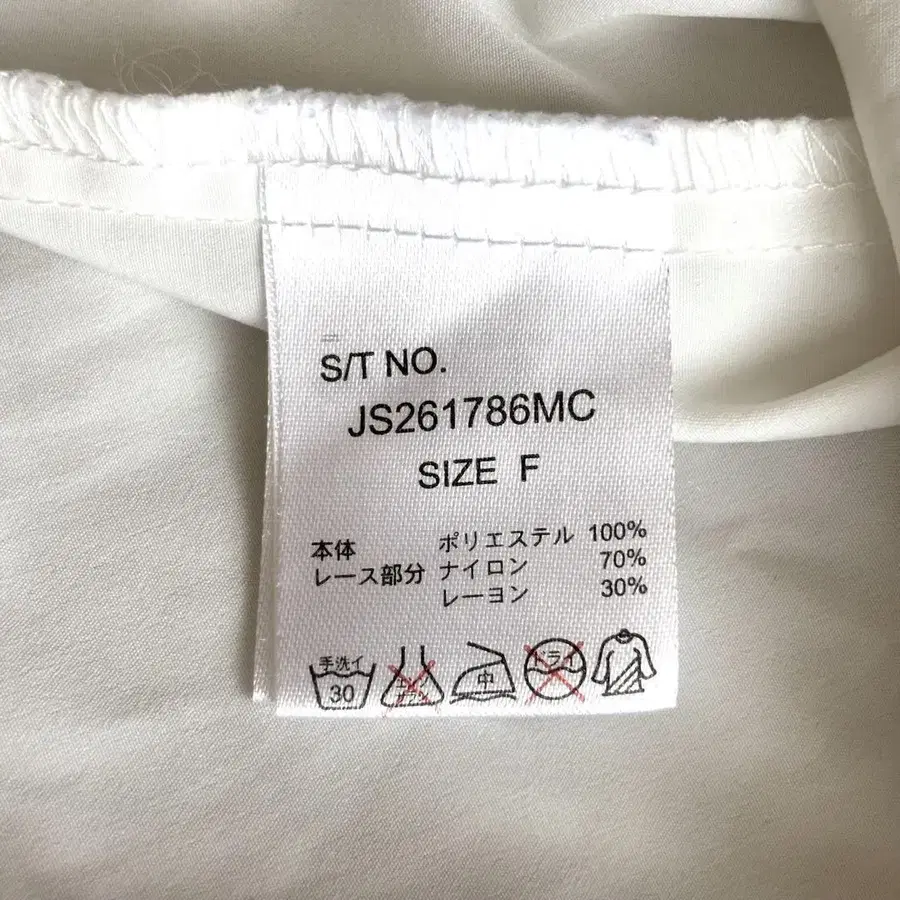 S/T NO.
JS261786MC
SIZE F
本体 ポリエステル 100%
レース部分 ナイロン 70%
レーヨン 30%
手洗イ 中 ドライ
30